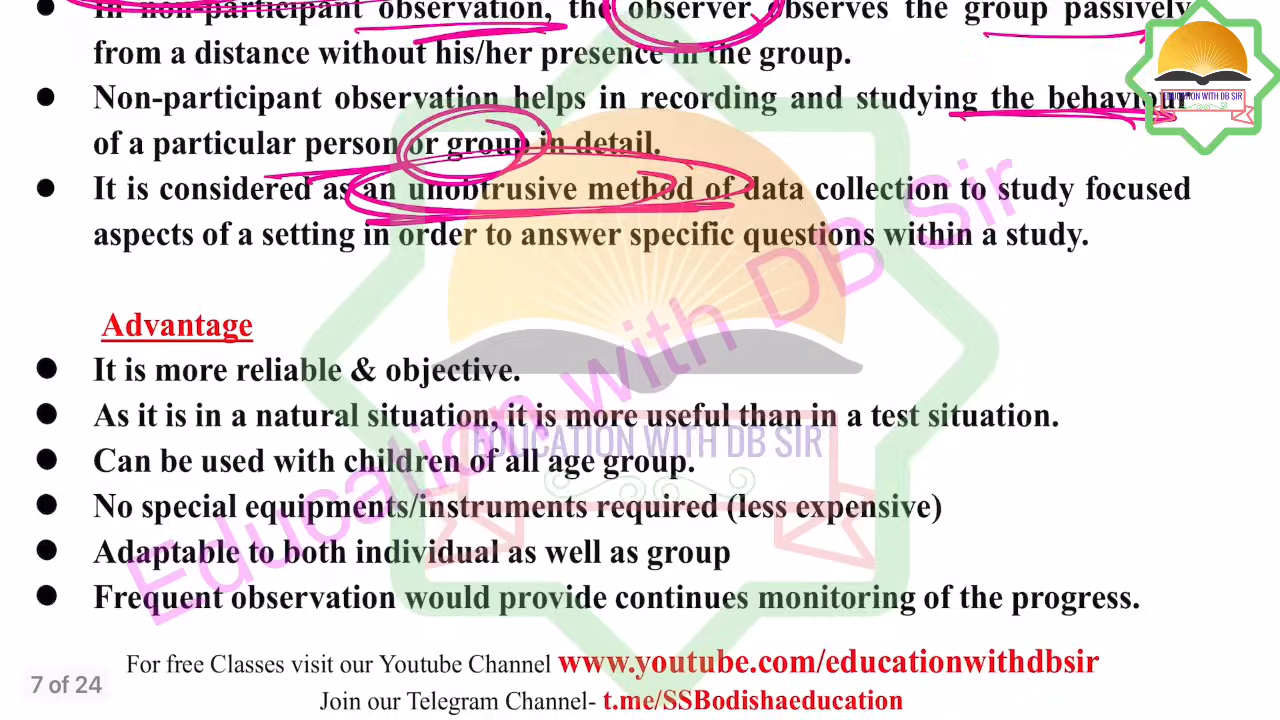 In non-participant observation, the observer observes the group passively
from a distance without his/her presence in the group.
● Non-participant observation helps in recording and studying the behaviour
of a particular person or group in detail.
● It is considered as an unobtrusive method of data collection to study focused
aspects of a setting in order to answer specific questions within a study.
Advantage
● It is more reliable & objective.
● As it is in a natural situation, it is more useful than in a test situation.
● Can be used with children of all age group.
● No special equipments/instruments required (less expensive)
● Adaptable to both individual as well as group
● Frequent observation would provide continues monitoring of the progress.
For free Classes visit our Youtube Channel www.youtube.com/educationwithdbsir
7 of 24
Join our Telegram Channel- t.me/SSBodishaeducation
EDUCATION WITH DB SIR
EDUCATION WITH DB SIR
Education with DB Sir